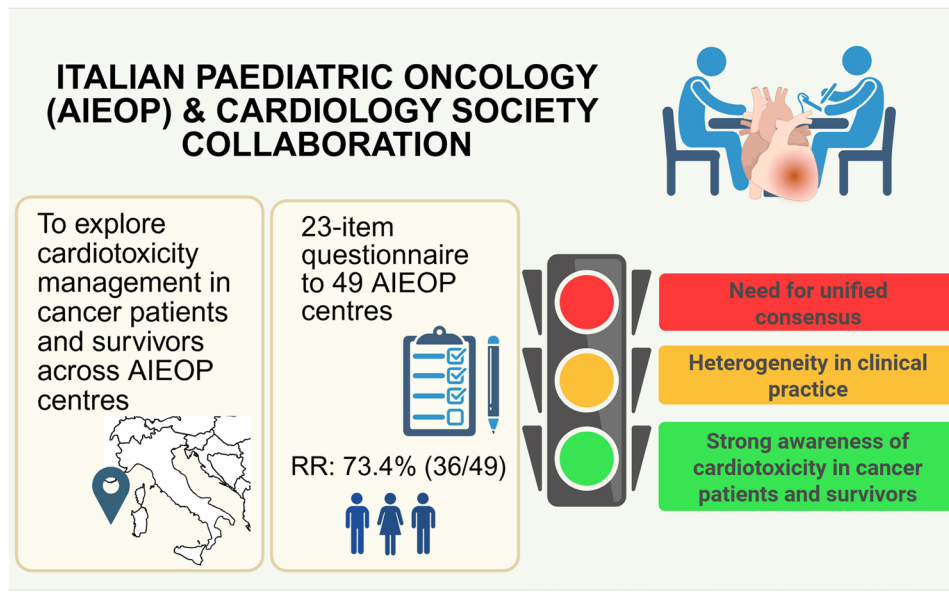 ITALIAN PAEDIATRIC ONCOLOGY
(AIEOP) & CARDIOLOGY SOCIETY
COLLABORATION
To explore
cardiotoxicity
management in
cancer patients
and survivors
across AIEOP
centres
23-item
questionnaire
to 49 AIEOP
centres
RR: 73.4% (36/49)
Need for unified
consensus
Heterogeneity in clinical
practice
Strong awareness of
cardiotoxicity in cancer
patients and survivors